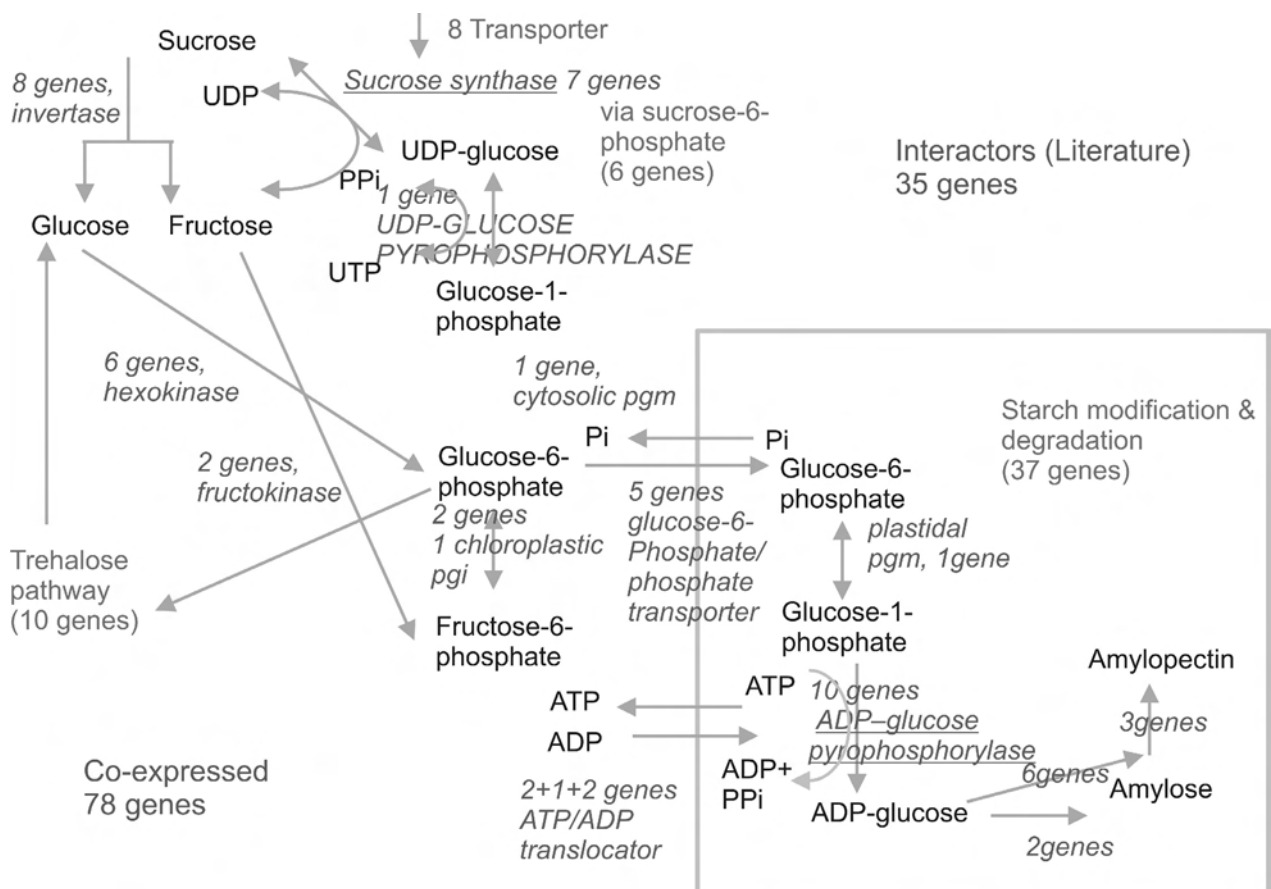 8 Transporter
Sucrose
8 genes,
invertase
UDP
Sucrose synthase 7 genes
via sucrose-6-
phosphate
(6 genes)
UDP-glucose
Interactors (Literature)
35 genes
PPi
1 gene
UDP-GLUCOSE
PYROPHOSPHORYLASE
Glucose
Fructose
UTP
Glucose-1-
phosphate
6 genes,
hexokinase
1 gene,
cytosolic pgm
Starch modification &
degradation
(37 genes)
Pi
Pi
2 genes,
fructokinase
Glucose-6-
phosphate
2 genes
1 chloroplastic
pgi
Glucose-6-
phosphate
5 genes
glucose-6-
Phosphate/
phosphate
transporter
plastidal
pgm, 1gene
Trehalose
pathway
(10 genes)
Fructose-6-
phosphate
Glucose-1-
phosphate
Amylopectin
ATP
ATP
10 genes
ADP–glucose
pyrophosphorylase
3genes
ADP
ADP+
PPi
6genes
Amylose
Co-expressed
78 genes
2+1+2 genes
ATP/ADP
translocator
ADP-glucose
2genes